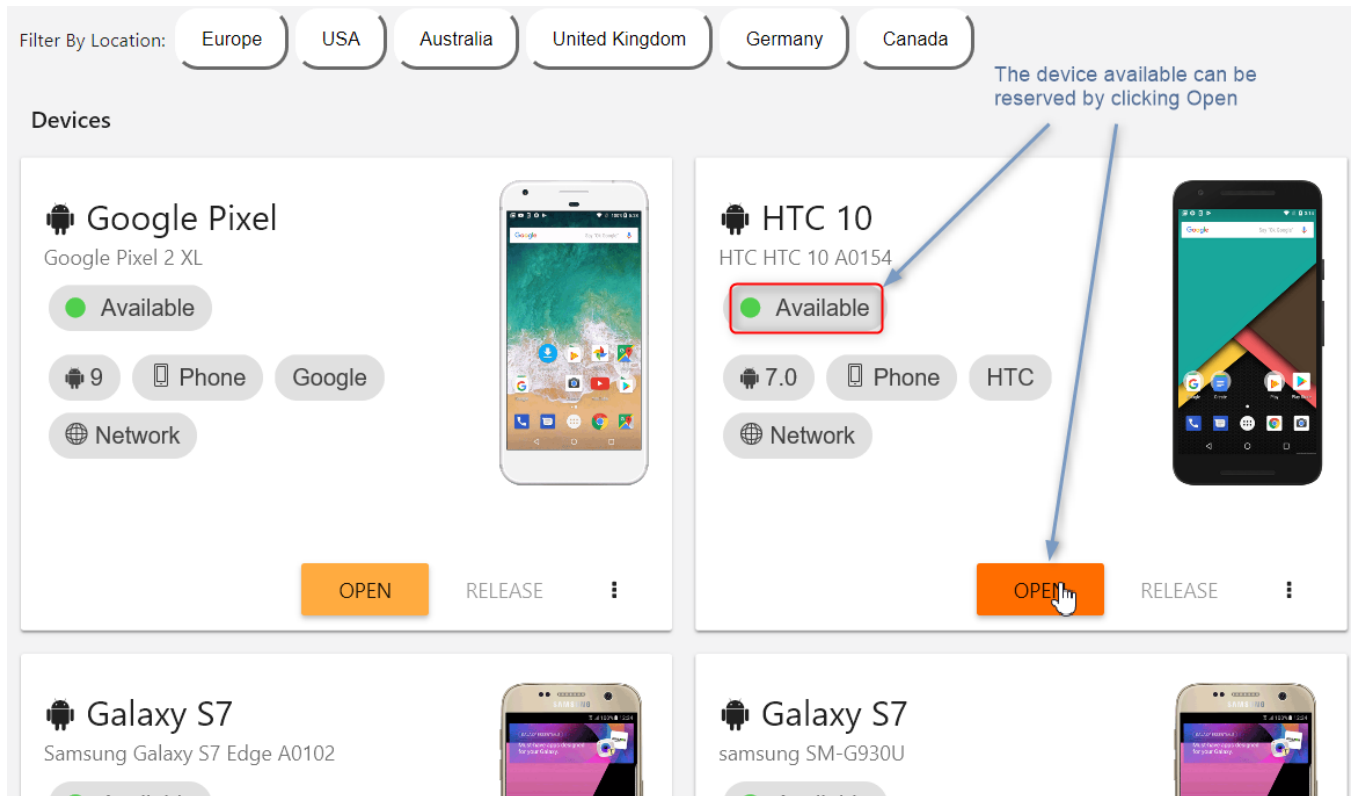 Filter By Location: Europe USA Australia United Kingdom Germany Canada
The device available can be
reserved by clicking Open
Devices
Google Pixel
Google Pixel 2 XL
Available
9 Phone Google
Network
OPEN RELEASE
HTC 10
HTC HTC 10 A0154
Available
7.0 Phone HTC
Network
OPEN RELEASE
Galaxy S7
Samsung Galaxy S7 Edge A0102
Available
Galaxy S7
samsung SM-G930U
Available